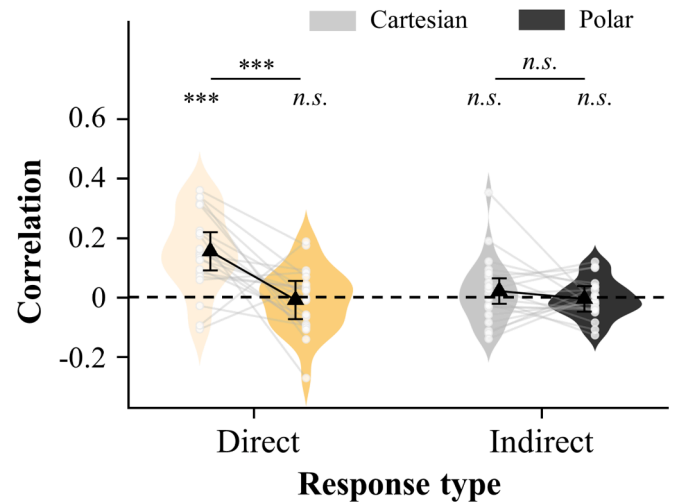 Cartesian Polar
*** n.s.
*** n.s. n.s. n.s.
0.6
0.4
0.2
0
-0.2
Correlation
Direct Indirect
Response type